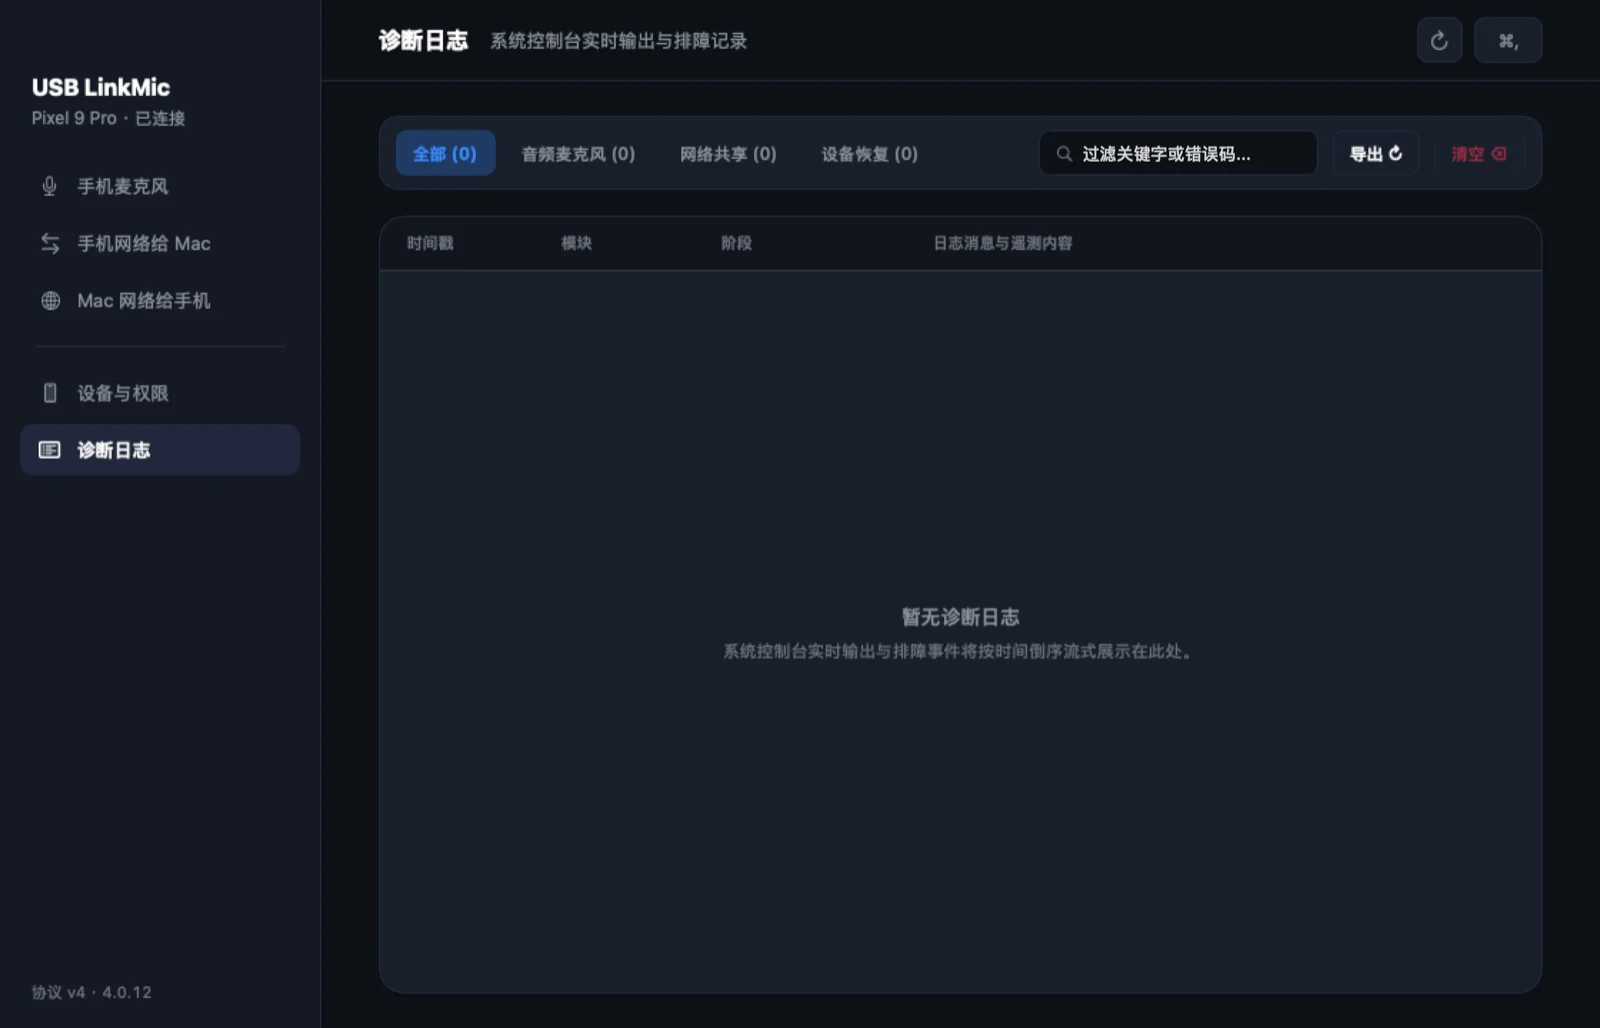 USB LinkMic
Pixel 9 Pro · 已连接
手机麦克风
手机网络给 Mac
Mac 网络给手机
设备与权限
诊断日志
协议 v4 · 4.0.12
诊断日志 系统控制台实时输出与排障记录
⌘,
全部 (0) 音频麦克风 (0) 网络共享 (0) 设备恢复 (0) 过滤关键字或错误码... 导出 清空
时间戳 模块 阶段 日志消息与遥测内容
暂无诊断日志
系统控制台实时输出与排障事件将按时间倒序流式展示在此处。